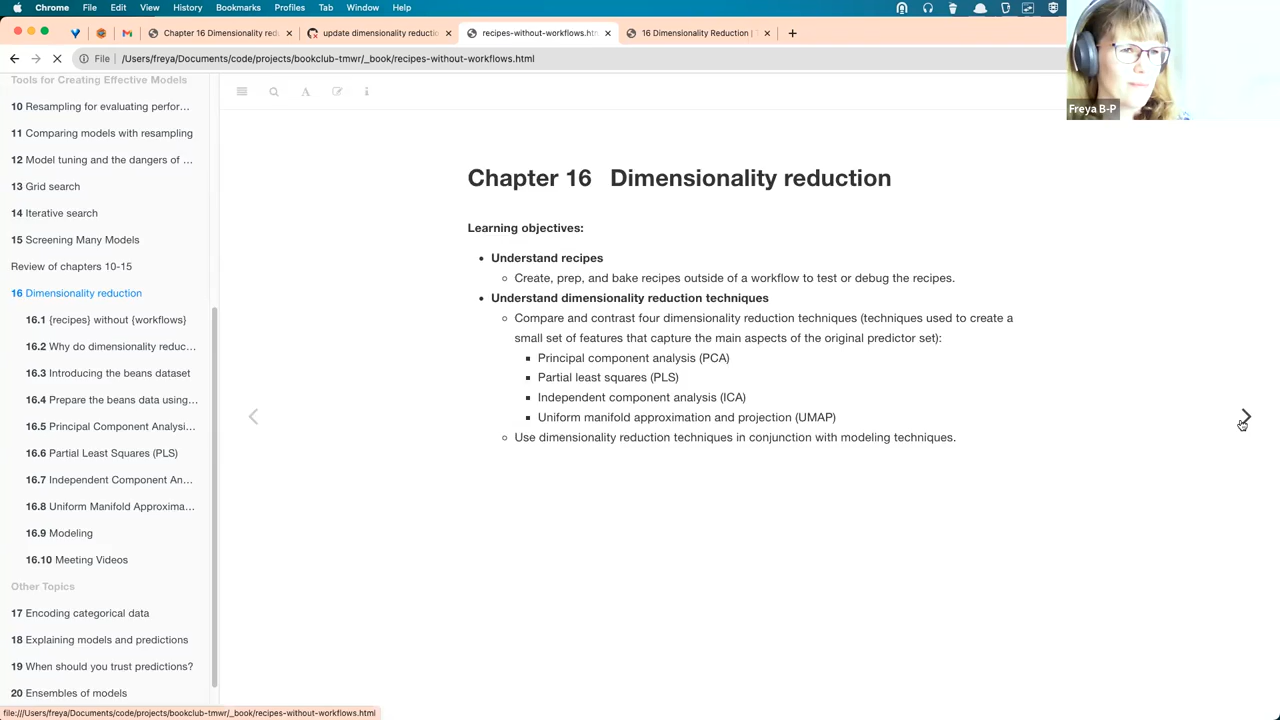 Chrome File Edit View History Bookmarks Profiles Tab Window Help
Chapter 16 Dimensionality red
update dimensionality reductio
recipes-without-workflows.htm
16 Dimensionality Reduction |
File /Users/freya/Documents/code/projects/bookclub-tmwr/_book/recipes-without-workflows.html
Freya B-P
Tools for Creating Effective Models
10 Resampling for evaluating perfor…
11 Comparing models with resampling
12 Model tuning and the dangers of …
13 Grid search
14 Iterative search
15 Screening Many Models
Review of chapters 10-15
16 Dimensionality reduction
16.1 {recipes} without {workflows}
16.2 Why do dimensionality reduc…
16.3 Introducing the beans dataset
16.4 Prepare the beans data using…
16.5 Principal Component Analysi…
16.6 Partial Least Squares (PLS)
16.7 Independent Component An…
16.8 Uniform Manifold Approxima…
16.9 Modeling
16.10 Meeting Videos
Other Topics
17 Encoding categorical data
18 Explaining models and predictions
19 When should you trust predictions?
20 Ensembles of models
Chapter 16 Dimensionality reduction
Learning objectives:
Understand recipes
Create, prep, and bake recipes outside of a workflow to test or debug the recipes.
Understand dimensionality reduction techniques
Compare and contrast four dimensionality reduction techniques (techniques used to create a
small set of features that capture the main aspects of the original predictor set):
Principal component analysis (PCA)
Partial least squares (PLS)
Independent component analysis (ICA)
Uniform manifold approximation and projection (UMAP)
Use dimensionality reduction techniques in conjunction with modeling techniques.
file:///Users/freya/Documents/code/projects/bookclub-tmwr/_book/recipes-without-workflows.html